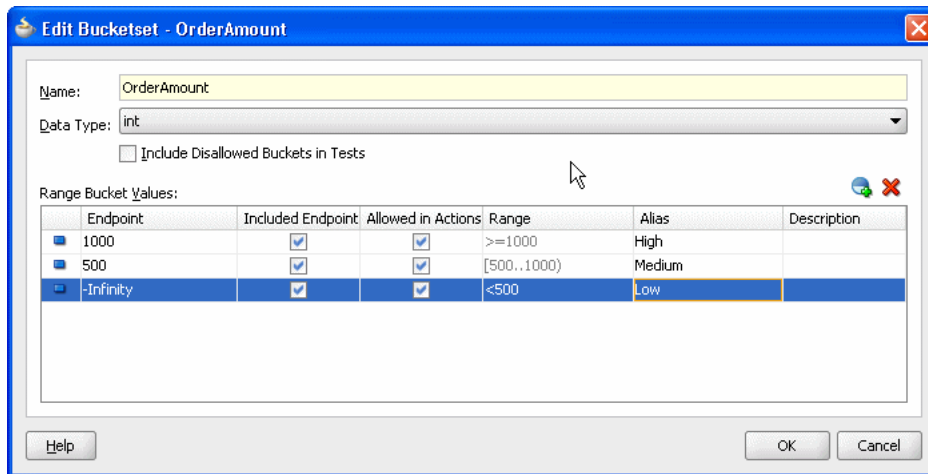 Edit Bucketset - OrderAmount
Name: OrderAmount
Data Type: int
Include Disallowed Buckets in Tests
Range Bucket Values:
Endpoint Included Endpoint Allowed in Actions Range Alias Description
1000 >=1000 High
500 [500..1000) Medium
-Infinity <500 Low
Help OK Cancel